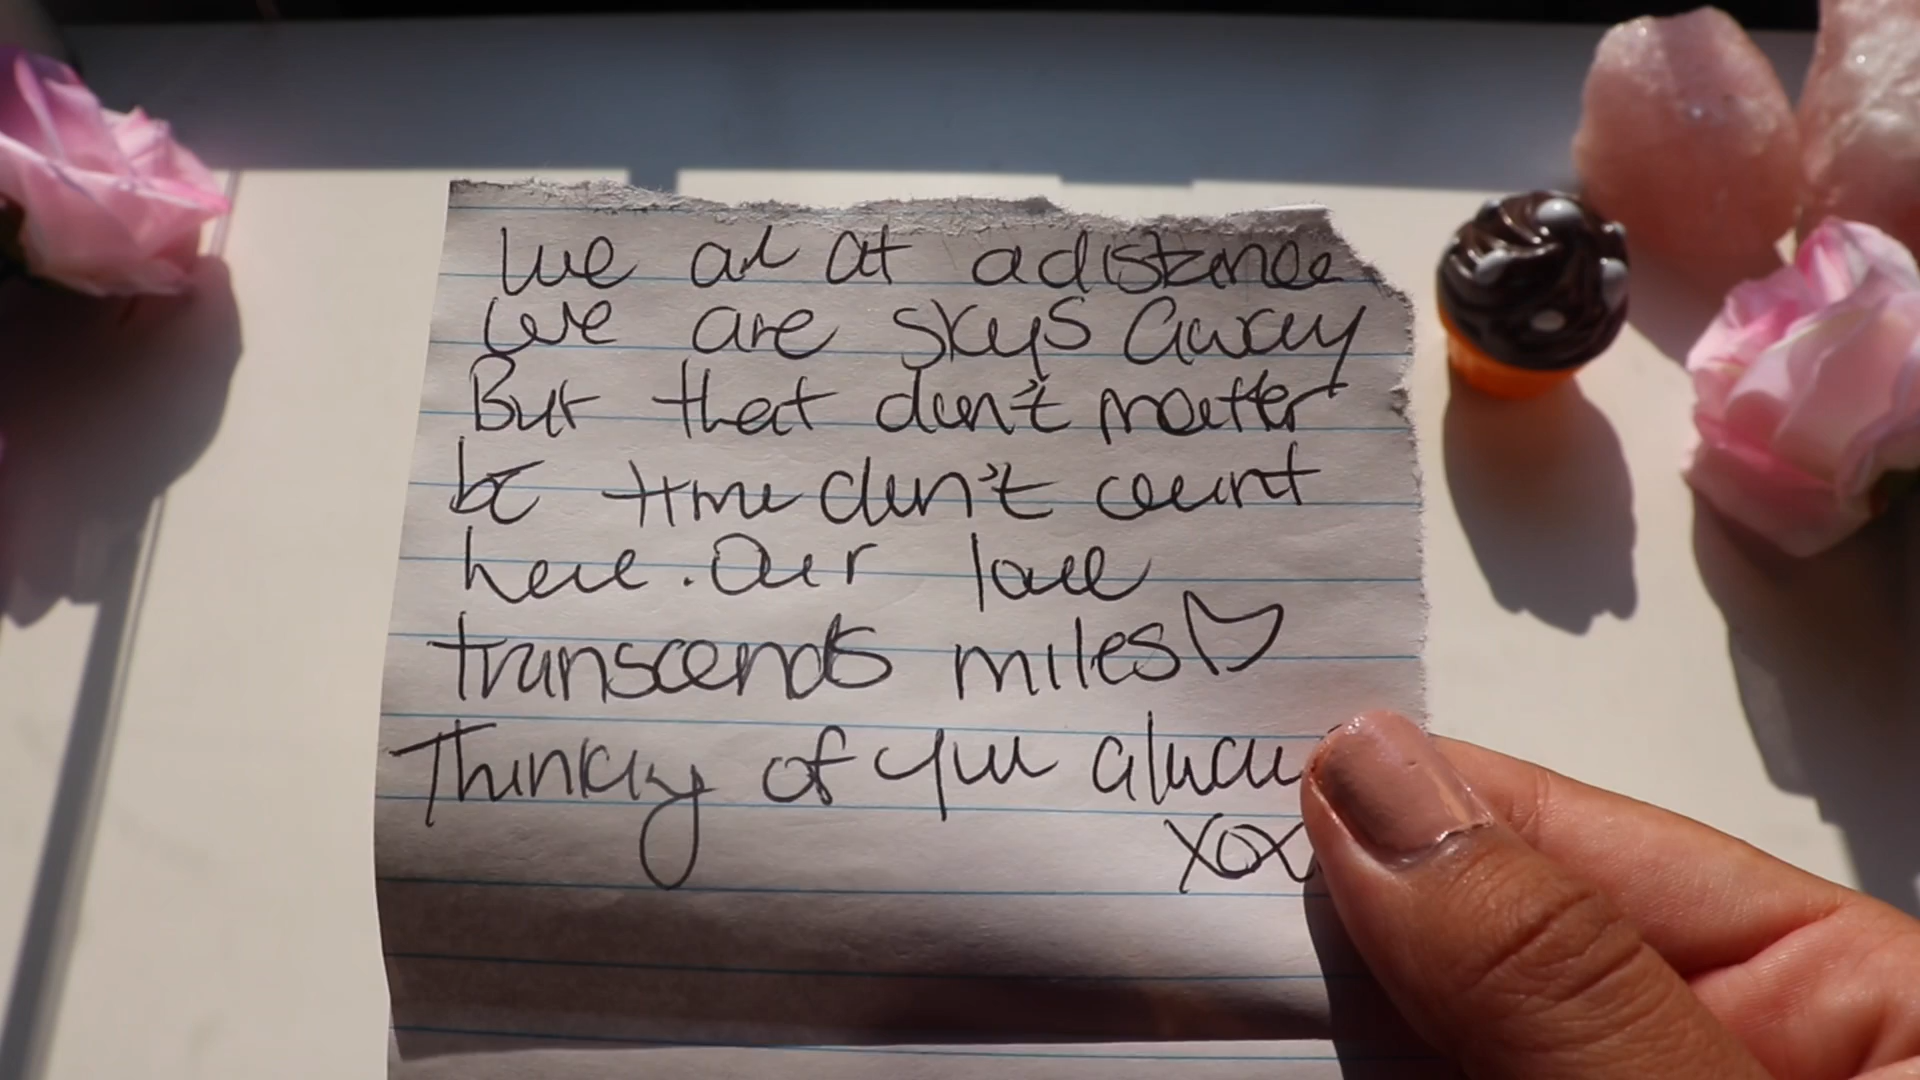 We are at a distance
We are skys away
But that don't matter
bc time don't count
here. Our love
transcends miles
Thinking of you
xox